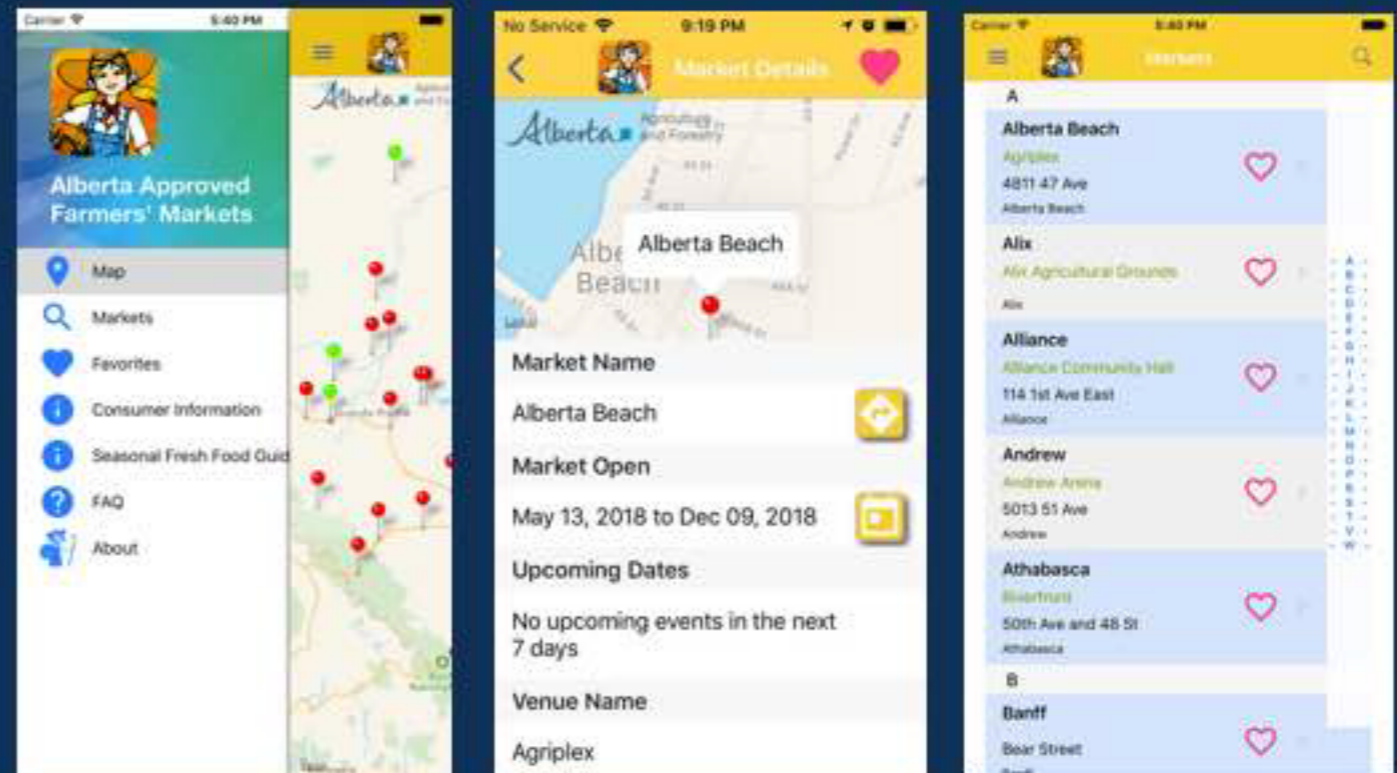 Carrier
5:40 PM
Alberta
Alberta Approved
Farmers' Markets
Map
Markets
Favorites
Consumer Information
Seasonal Fresh Food Guid
FAQ
About
No Service
9:19 PM
Market Details
Alberta
Agriculture
and Forestry
Alberta Beach
Beach
Market Name
Alberta Beach
Market Open
May 13, 2018 to Dec 09, 2018
Upcoming Dates
No upcoming events in the next
7 days
Venue Name
Agriplex
Carrier
5:40 PM
Markets
A
Alberta Beach
Agriplex
4811 47 Ave
Alberta Beach
Alix
Alix Agricultural Grounds
Alix
Alliance
Alliance Community Hall
114 1st Ave East
Alliance
Andrew
Andrew Arena
5013 51 Ave
Andrew
Athabasca
Riverfront
50th Ave and 48 St
Athabasca
B
Banff
Bear Street